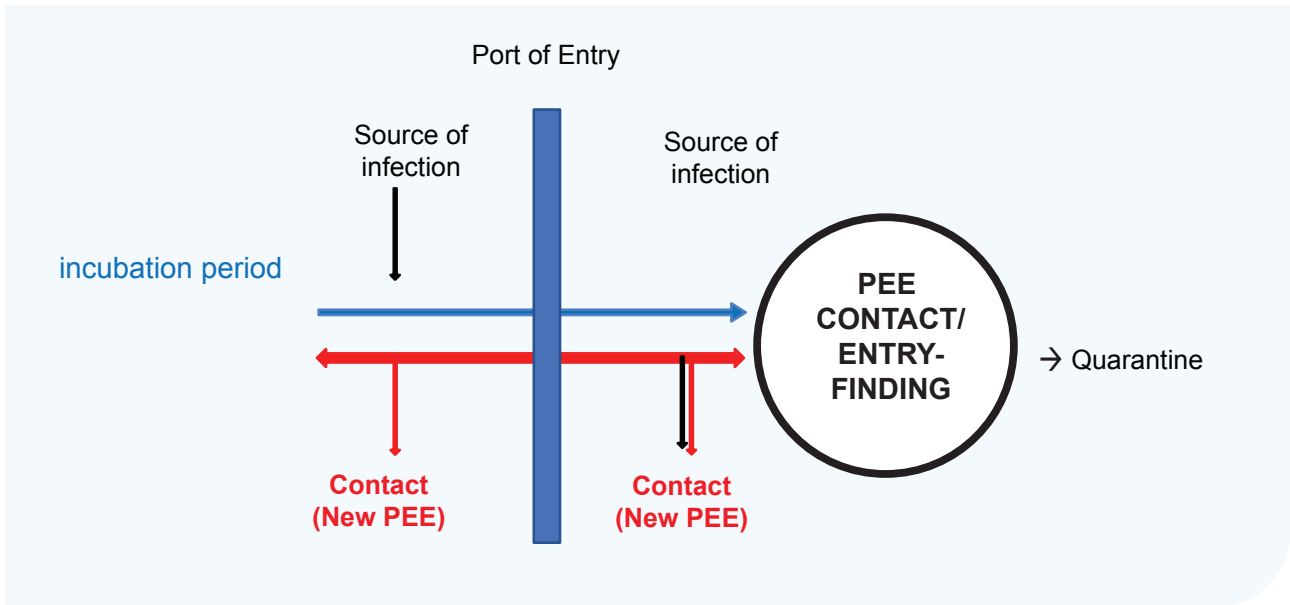 Port of Entry
Source of
infection
Source of
infection
incubation period
PEE
CONTACT/
ENTRY-
FINDING
→ Quarantine
Contact
(New PEE)
Contact
(New PEE)